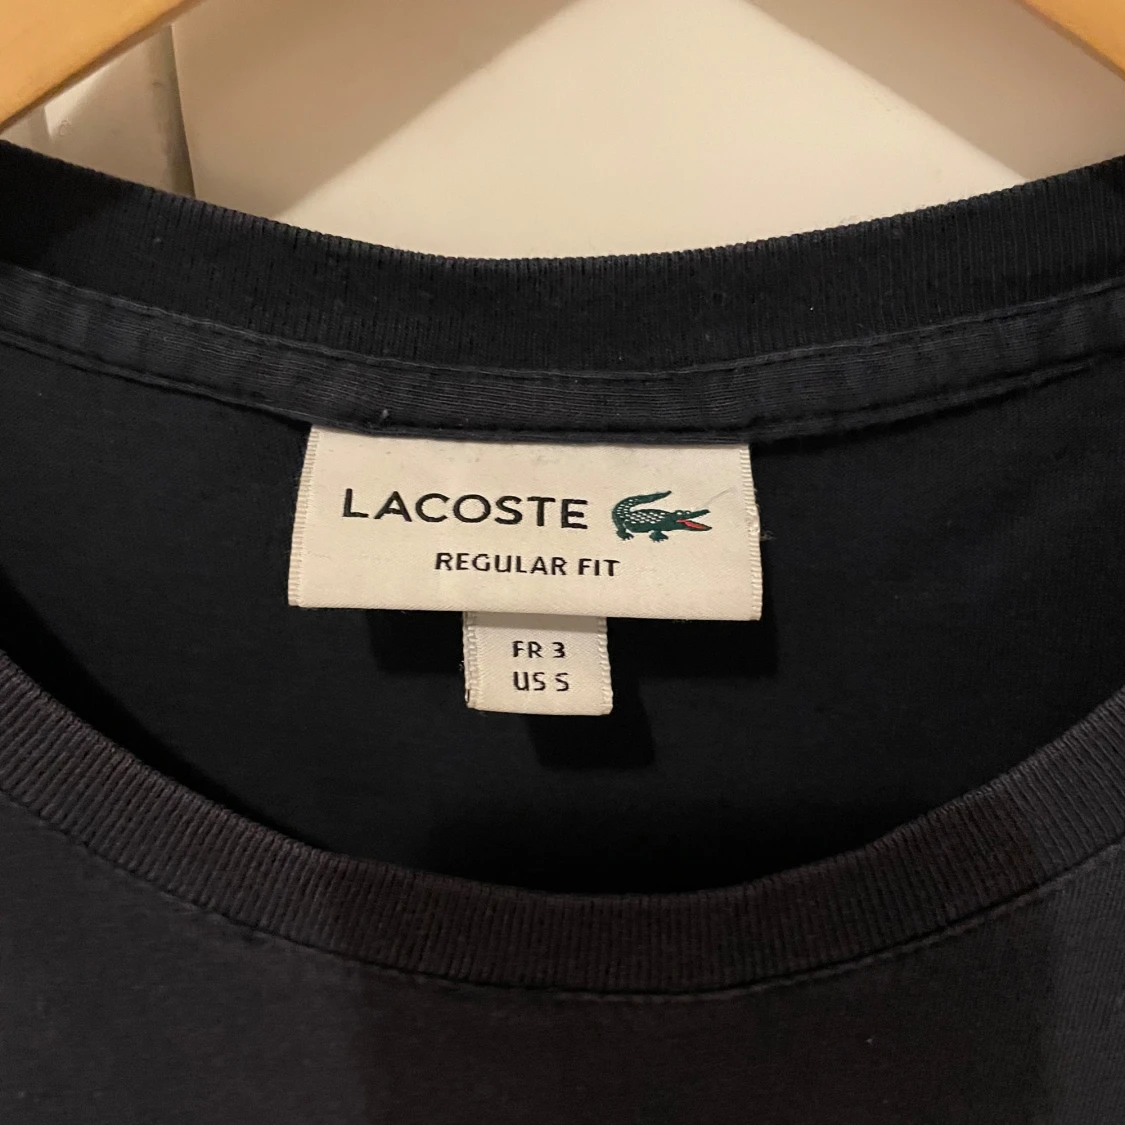 LACOSTE
REGULAR FIT
FR 3
US S